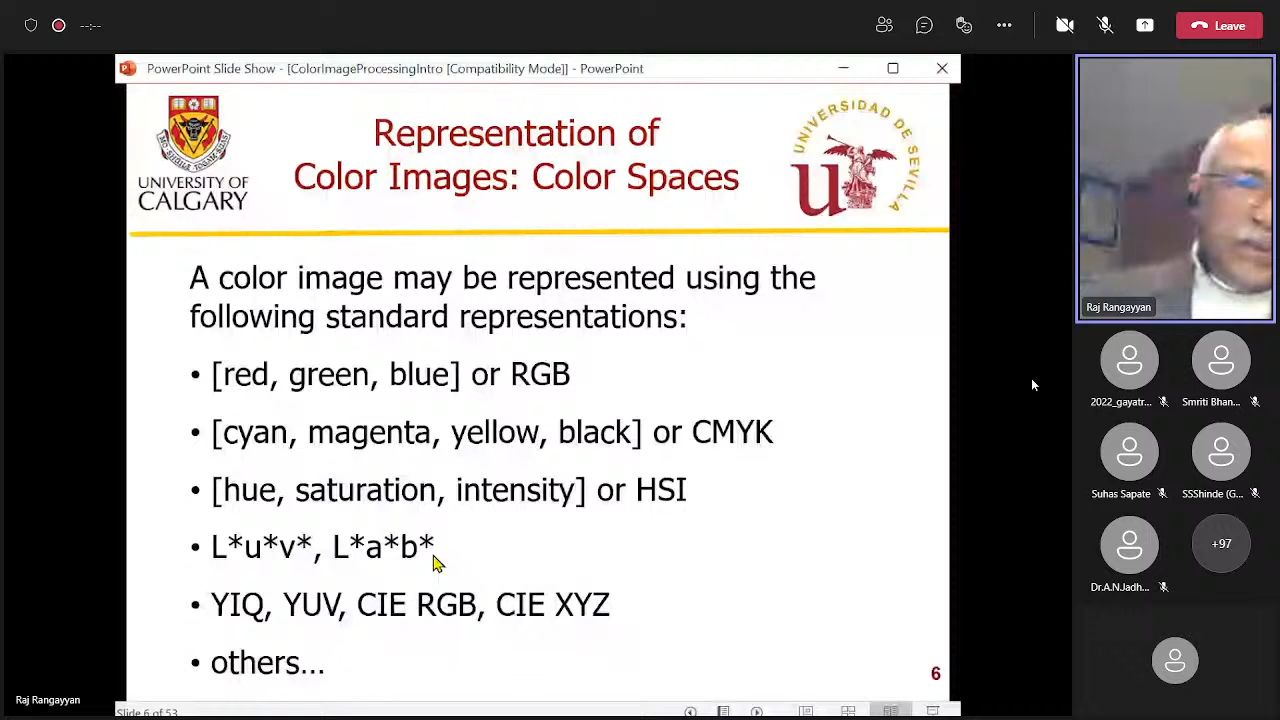 --:--
Leave
PowerPoint Slide Show - [ColorImageProcessingIntro [Compatibility Mode]] - PowerPoint
UNIVERSITY OF
CALGARY
Representation of
Color Images: Color Spaces
UNIVERSIDAD DE SEVILLA
A color image may be represented using the
following standard representations:
• [red, green, blue] or RGB
• [cyan, magenta, yellow, black] or CMYK
• [hue, saturation, intensity] or HSI
• L*u*v*, L*a*b*
• YIQ, YUV, CIE RGB, CIE XYZ
• others...
6
Slide 6 of 53
Raj Rangayyan
Raj Rangayyan
2022_gayatr...
Smriti Bhan...
Suhas Sapate
SSShinde (G...
Dr.A.N.Jadh...
+97